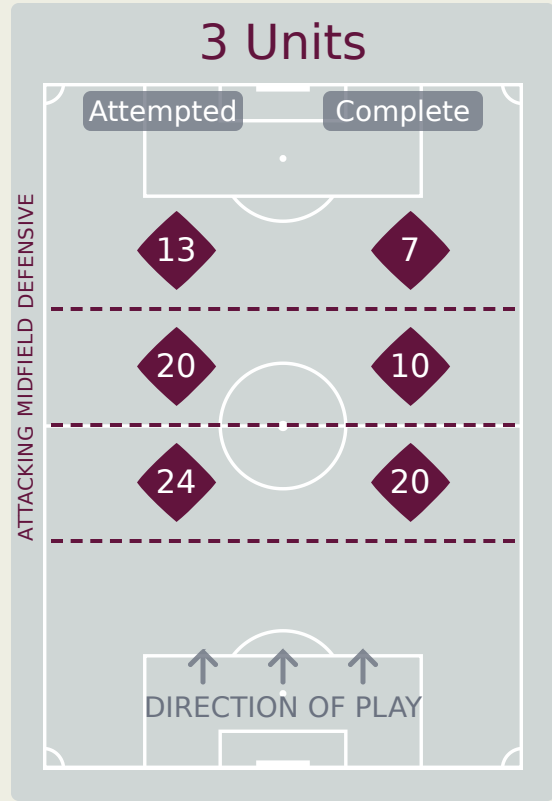 3 Units
Attempted Complete
ATTACKING MIDFIELD DEFENSIVE
13 7
20 10
24 20
DIRECTION OF PLAY